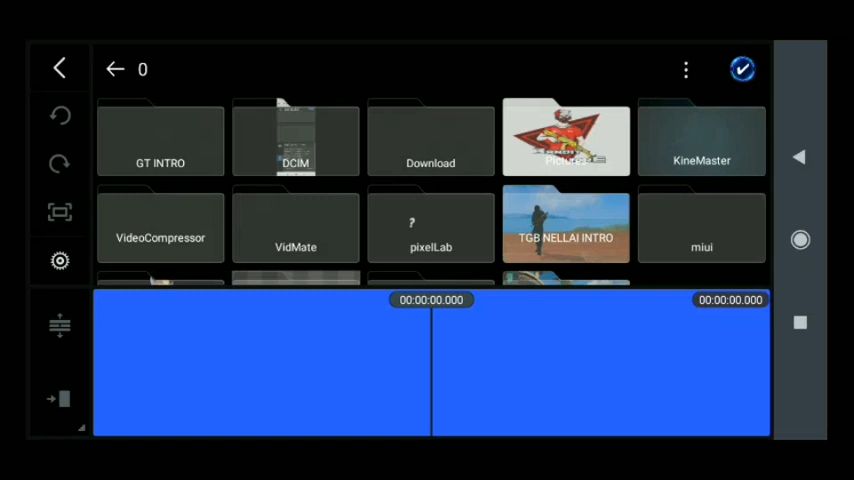 0
GT INTRO
DCIM
Download
Pictures
KineMaster
VideoCompressor
VidMate
?
pixelLab
TGB NELLAI INTRO
miui
00:00:00.000
00:00:00.000